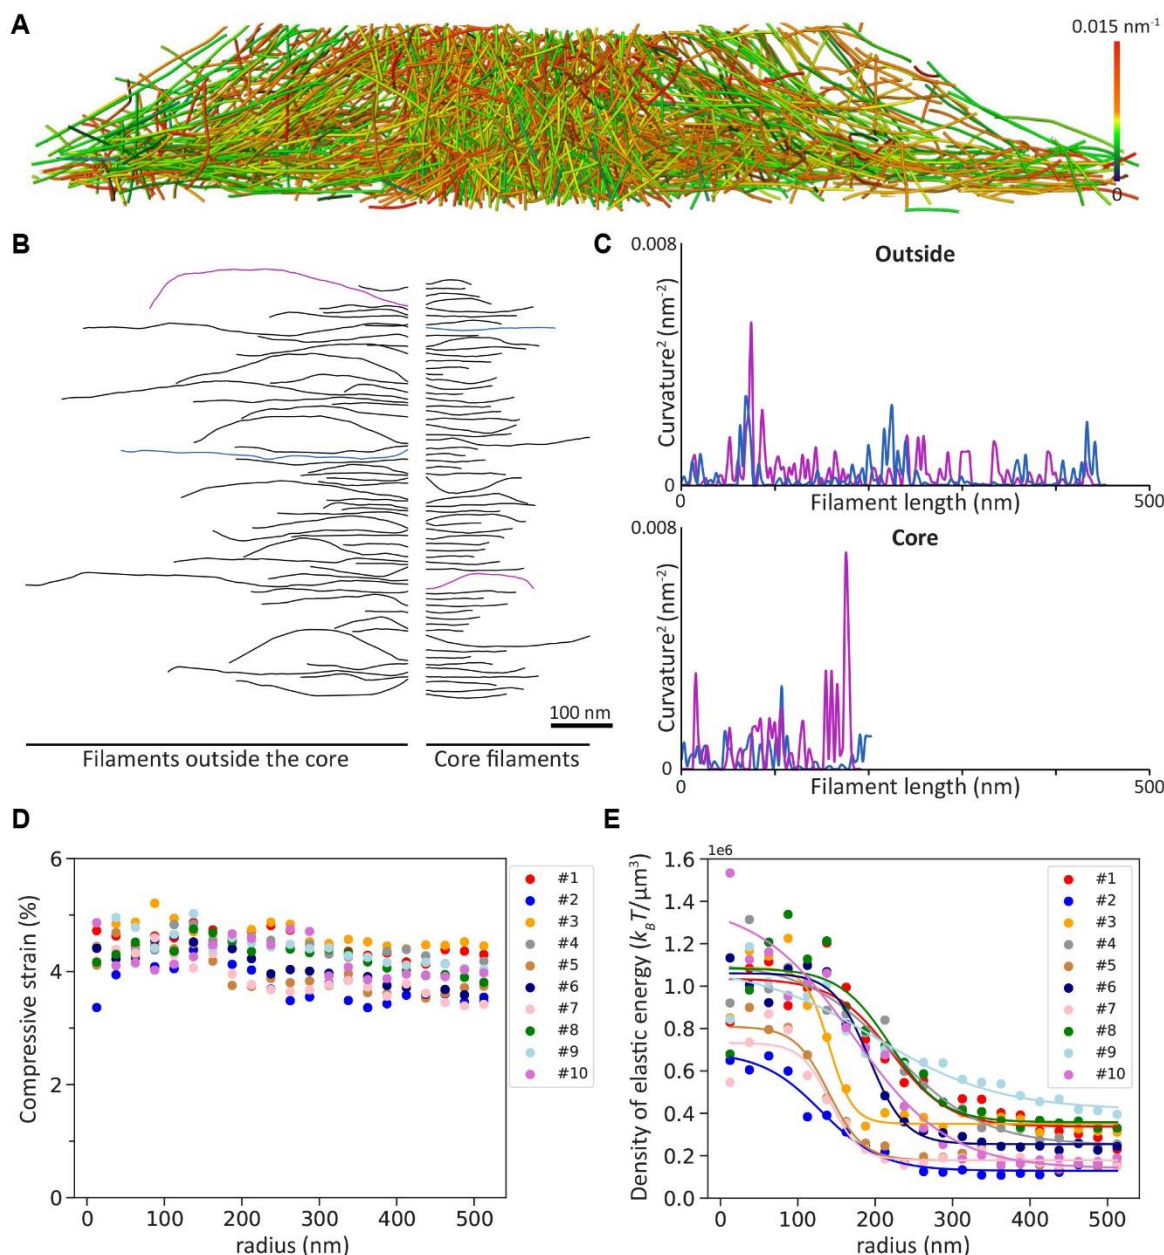 A
0.015 nm⁻¹
0
B
100 nm
Filaments outside the core
Core filaments
C
Outside
0.008
Curvature² (nm⁻²)
0
0
Filament length (nm)
500
Core
0.008
Curvature² (nm⁻²)
0
0
Filament length (nm)
500
D
Compressive strain (%)
6
4
2
0
0 100 200 300 400 500
radius (nm)
#1
#2
#3
#4
#5
#6
#7
#8
#9
#10
E
Density of elastic energy (k_BT/μm³)
1e6
1.6
1.4
1.2
1.0
0.8
0.6
0.4
0.2
0.0
0 100 200 300 400 500
radius (nm)
#1
#2
#3
#4
#5
#6
#7
#8
#9
#10